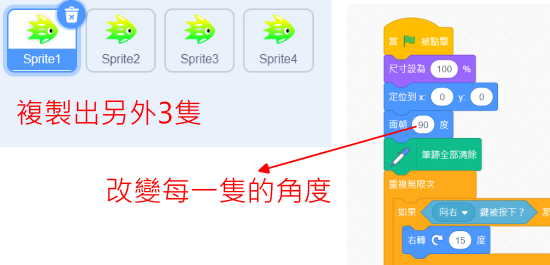 Sprite1
Sprite2
Sprite3
Sprite4
複製出另外3隻
改變每一隻的角度
當 被點擊
尺寸設為 100 %
定位到 x: 0 y: 0
面朝 90 度
筆跡全部清除
重複無限次
如果 向右 鍵被按下？ 那
右轉 15 度